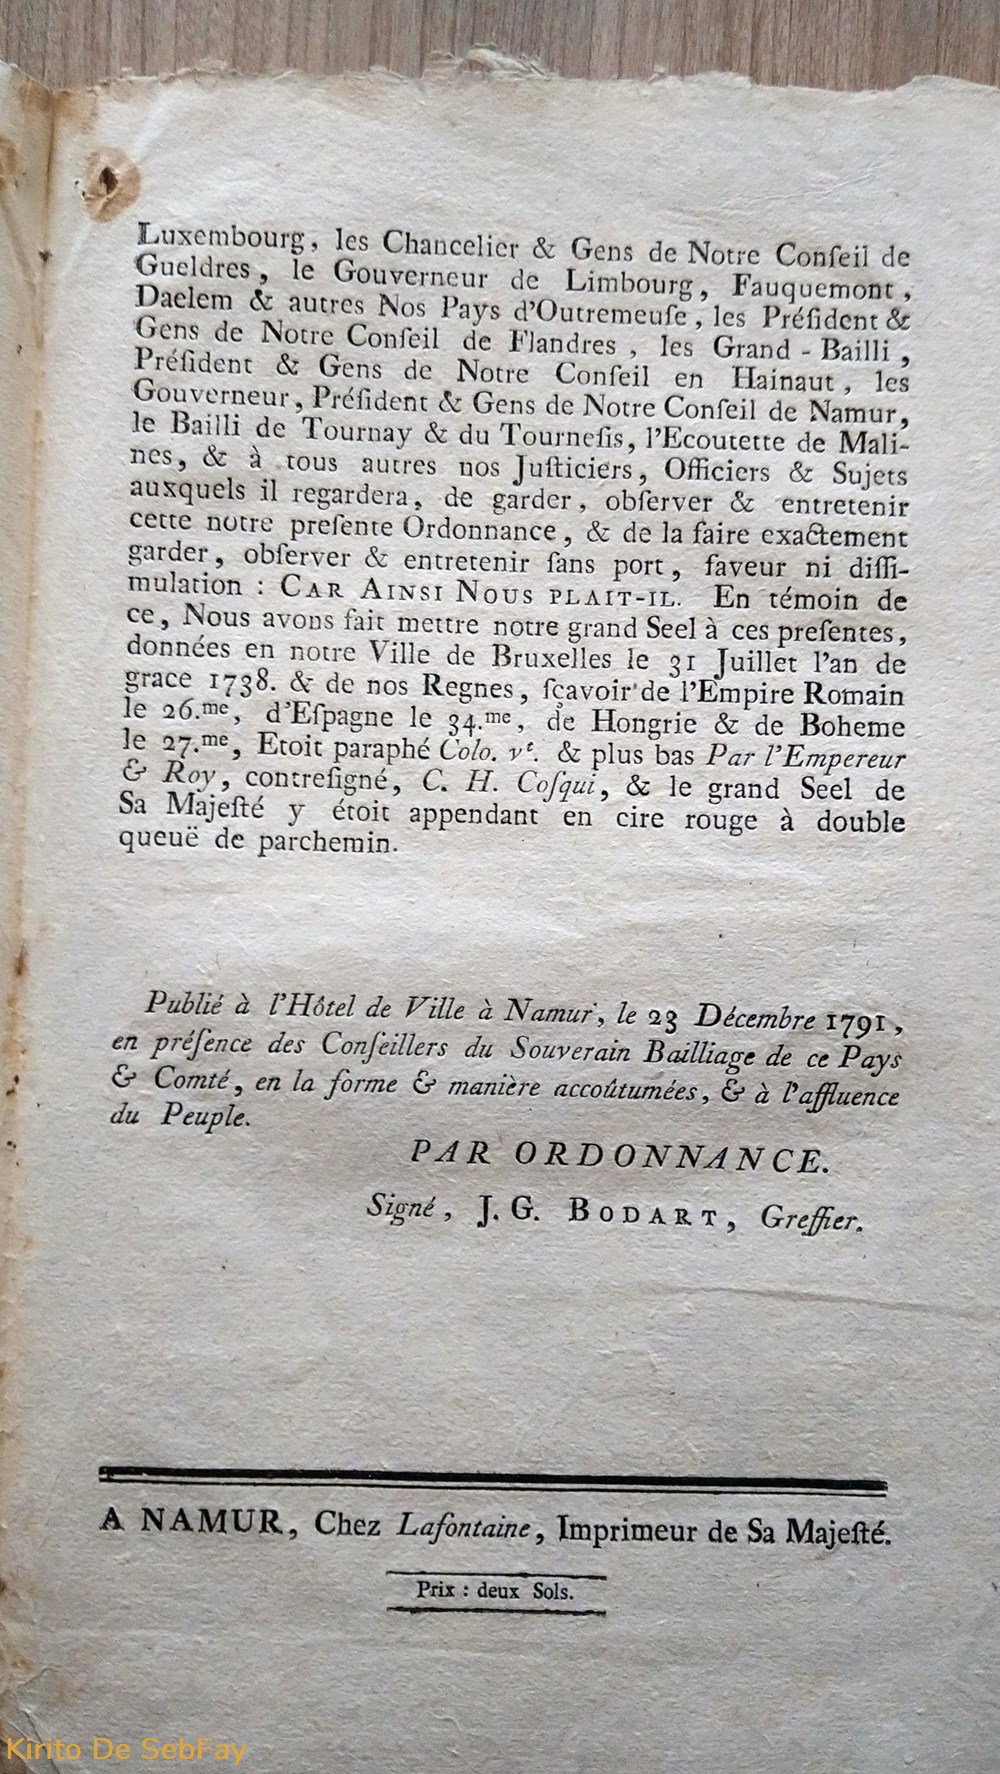 Luxembourg, les Chancelier & Gens de Notre Conſeil de
Gueldres, le Gouverneur de Limbourg, Fauquemont,
Daelem & autres Nos Pays d'Outremeuſe, les Préſident &
Gens de Notre Conſeil de Flandres, les Grand-Bailli,
Préſident & Gens de Notre Conſeil en Hainaut, les
Gouverneur, Préſident & Gens de Notre Conſeil de Namur,
le Bailli de Tournay & du Tourneſis, l'Ecoutette de Mali-
nes, & à tous autres nos Juſticiers, Officiers & Sujets
auxquels il regardera, de garder, obſerver & entretenir
cette notre preſente Ordonnance, & de la faire exactement
garder, obſerver & entretenir ſans port, faveur ni diſſi-
mulation : CAR AINSI NOUS PLAIT-IL. En témoin de
ce, Nous avons fait mettre notre grand Seel à ces preſentes,
données en notre Ville de Bruxelles le 31 Juillet l'an de
grace 1738. & de nos Regnes, ſçavoir de l'Empire Romain
le 26.me, d'Eſpagne le 34.me, de Hongrie & de Boheme
le 27.me, Etoit paraphé Colo. vt. & plus bas Par l'Empereur
& Roy, contreſigné, C. H. Coſqui, & le grand Seel de
Sa Majeſté y étoit appendant en cire rouge à double
queuë de parchemin.
Publié à l'Hôtel de Ville à Namur, le 23 Décembre 1791,
en préſence des Conſeillers du Souverain Bailliage de ce Pays
& Comté, en la forme & manière accoûtumées, & à l'affluence
du Peuple.
PAR ORDONNANCE.
Signé, J. G. BODART, Greffier.
A NAMUR, Chez Lafontaine, Imprimeur de Sa Majeſté.
Prix : deux Sols.
Kirito De SebFay